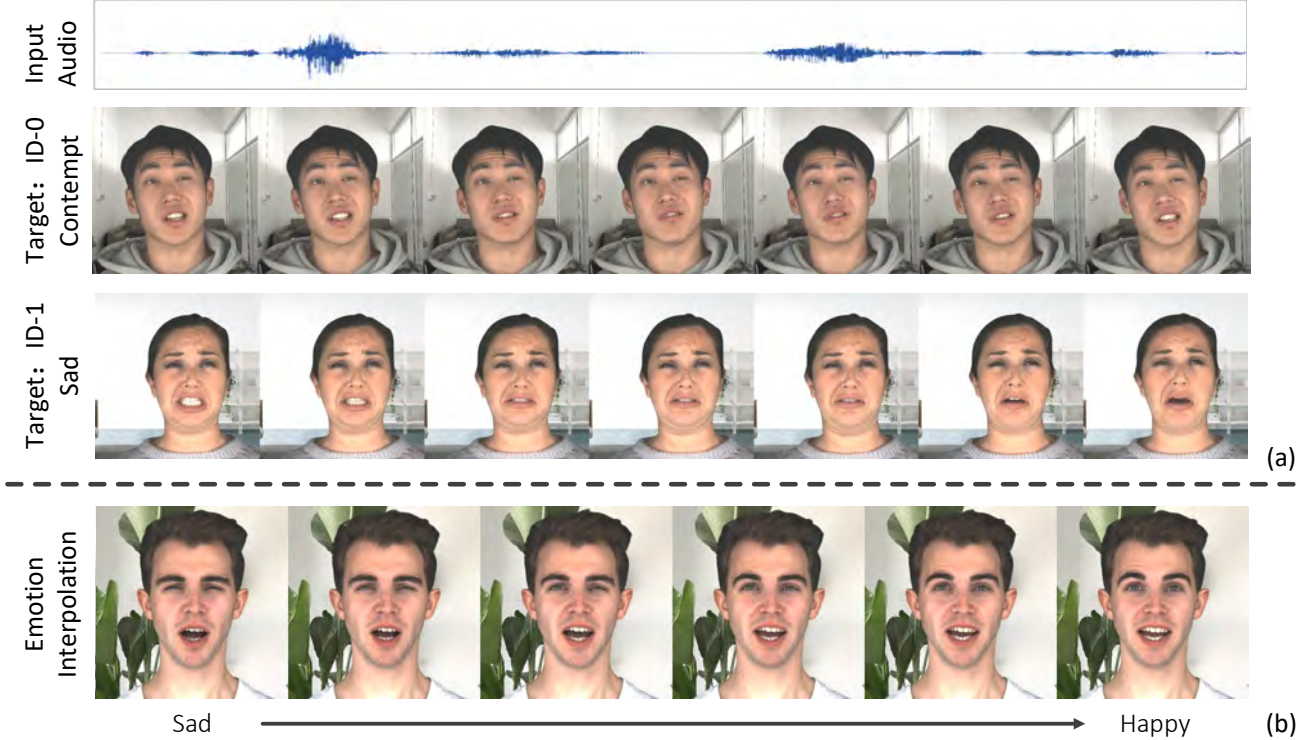 Input
Audio
Target: ID-0
Contempt
Target: ID-1
Sad
(a)
Emotion
Interpolation
Sad
Happy
(b)